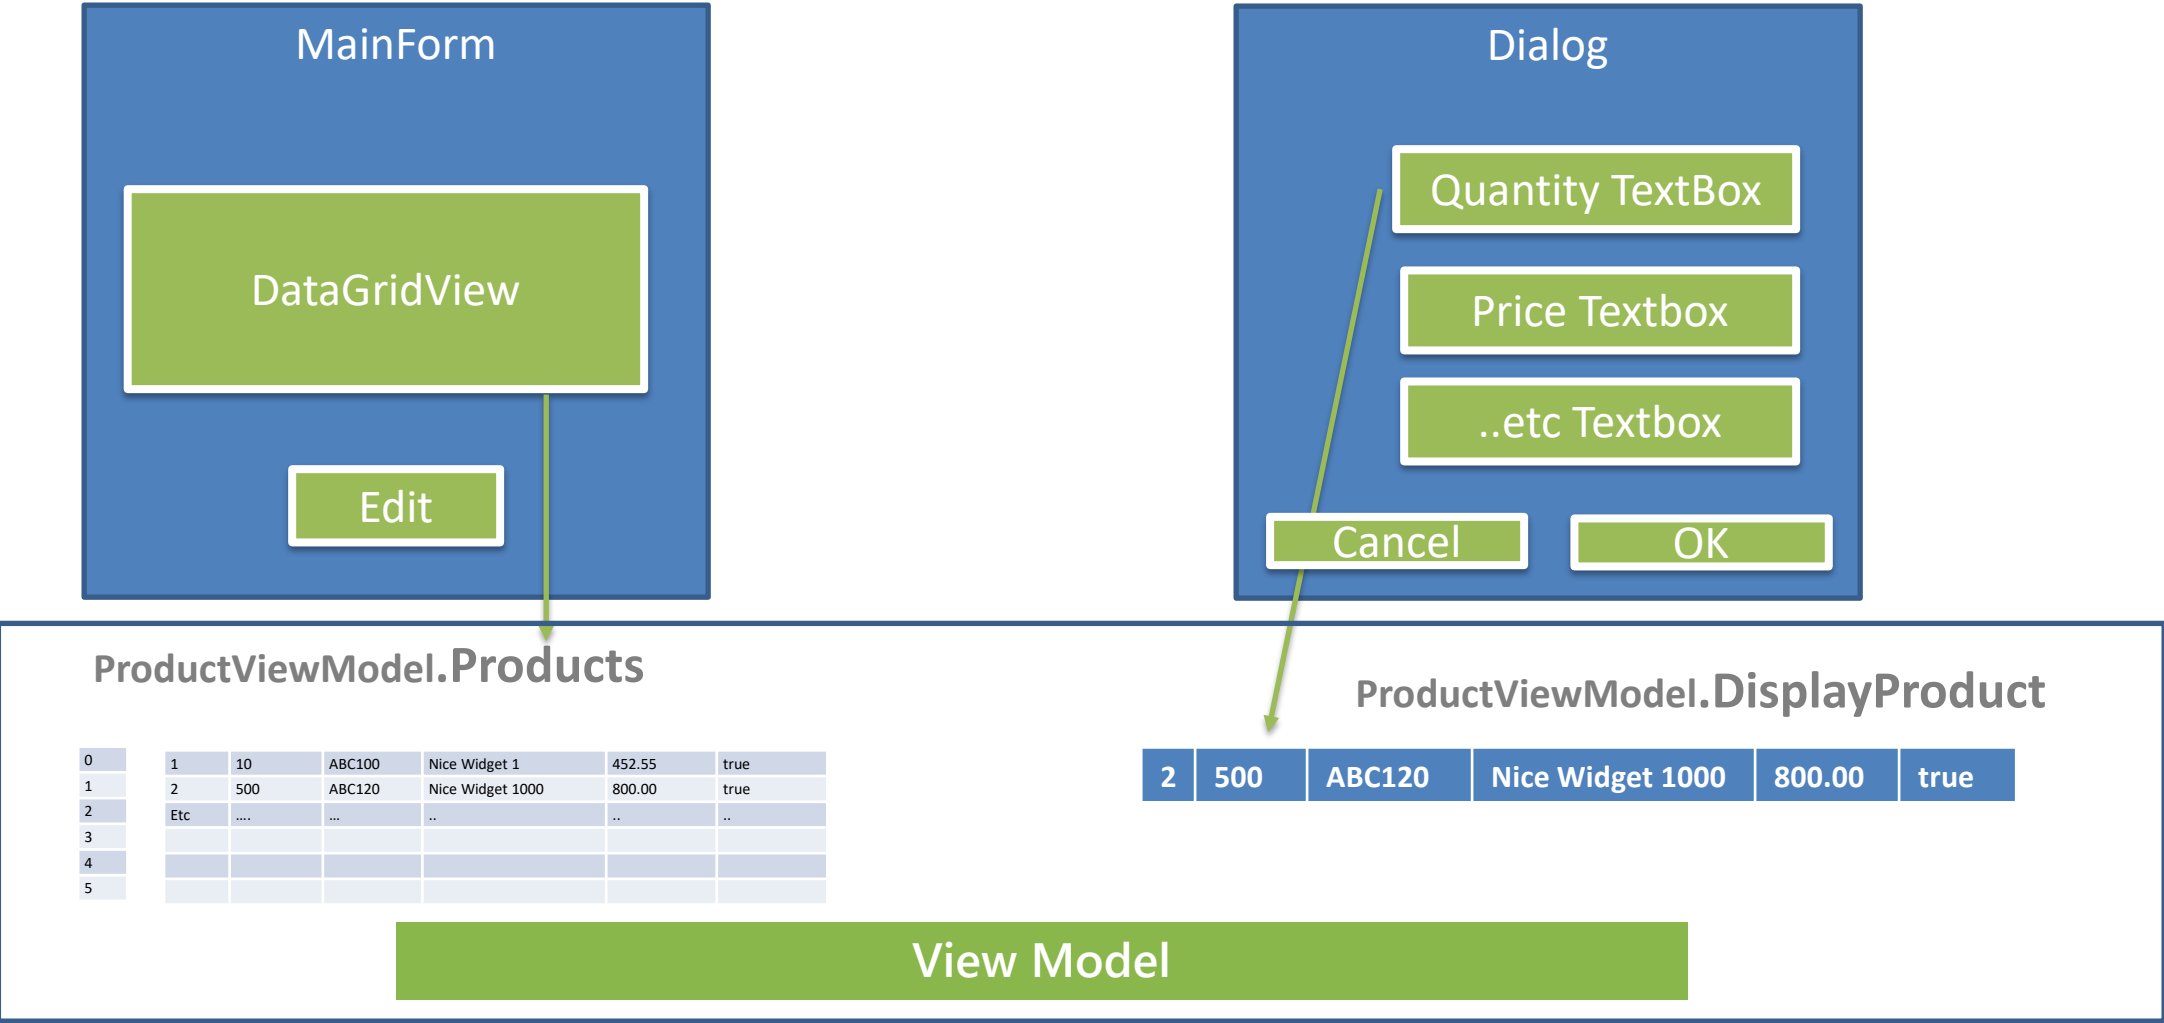 MainForm
DataGridView
Edit
Dialog
Quantity TextBox
Price Textbox
..etc Textbox
Cancel
OK
ProductViewModel.Products
0
1
2
3
4
5
1 10 ABC100 Nice Widget 1 452.55 true
2 500 ABC120 Nice Widget 1000 800.00 true
Etc .... ... .. .. ..
ProductViewModel.DisplayProduct
2 500 ABC120 Nice Widget 1000 800.00 true
View Model